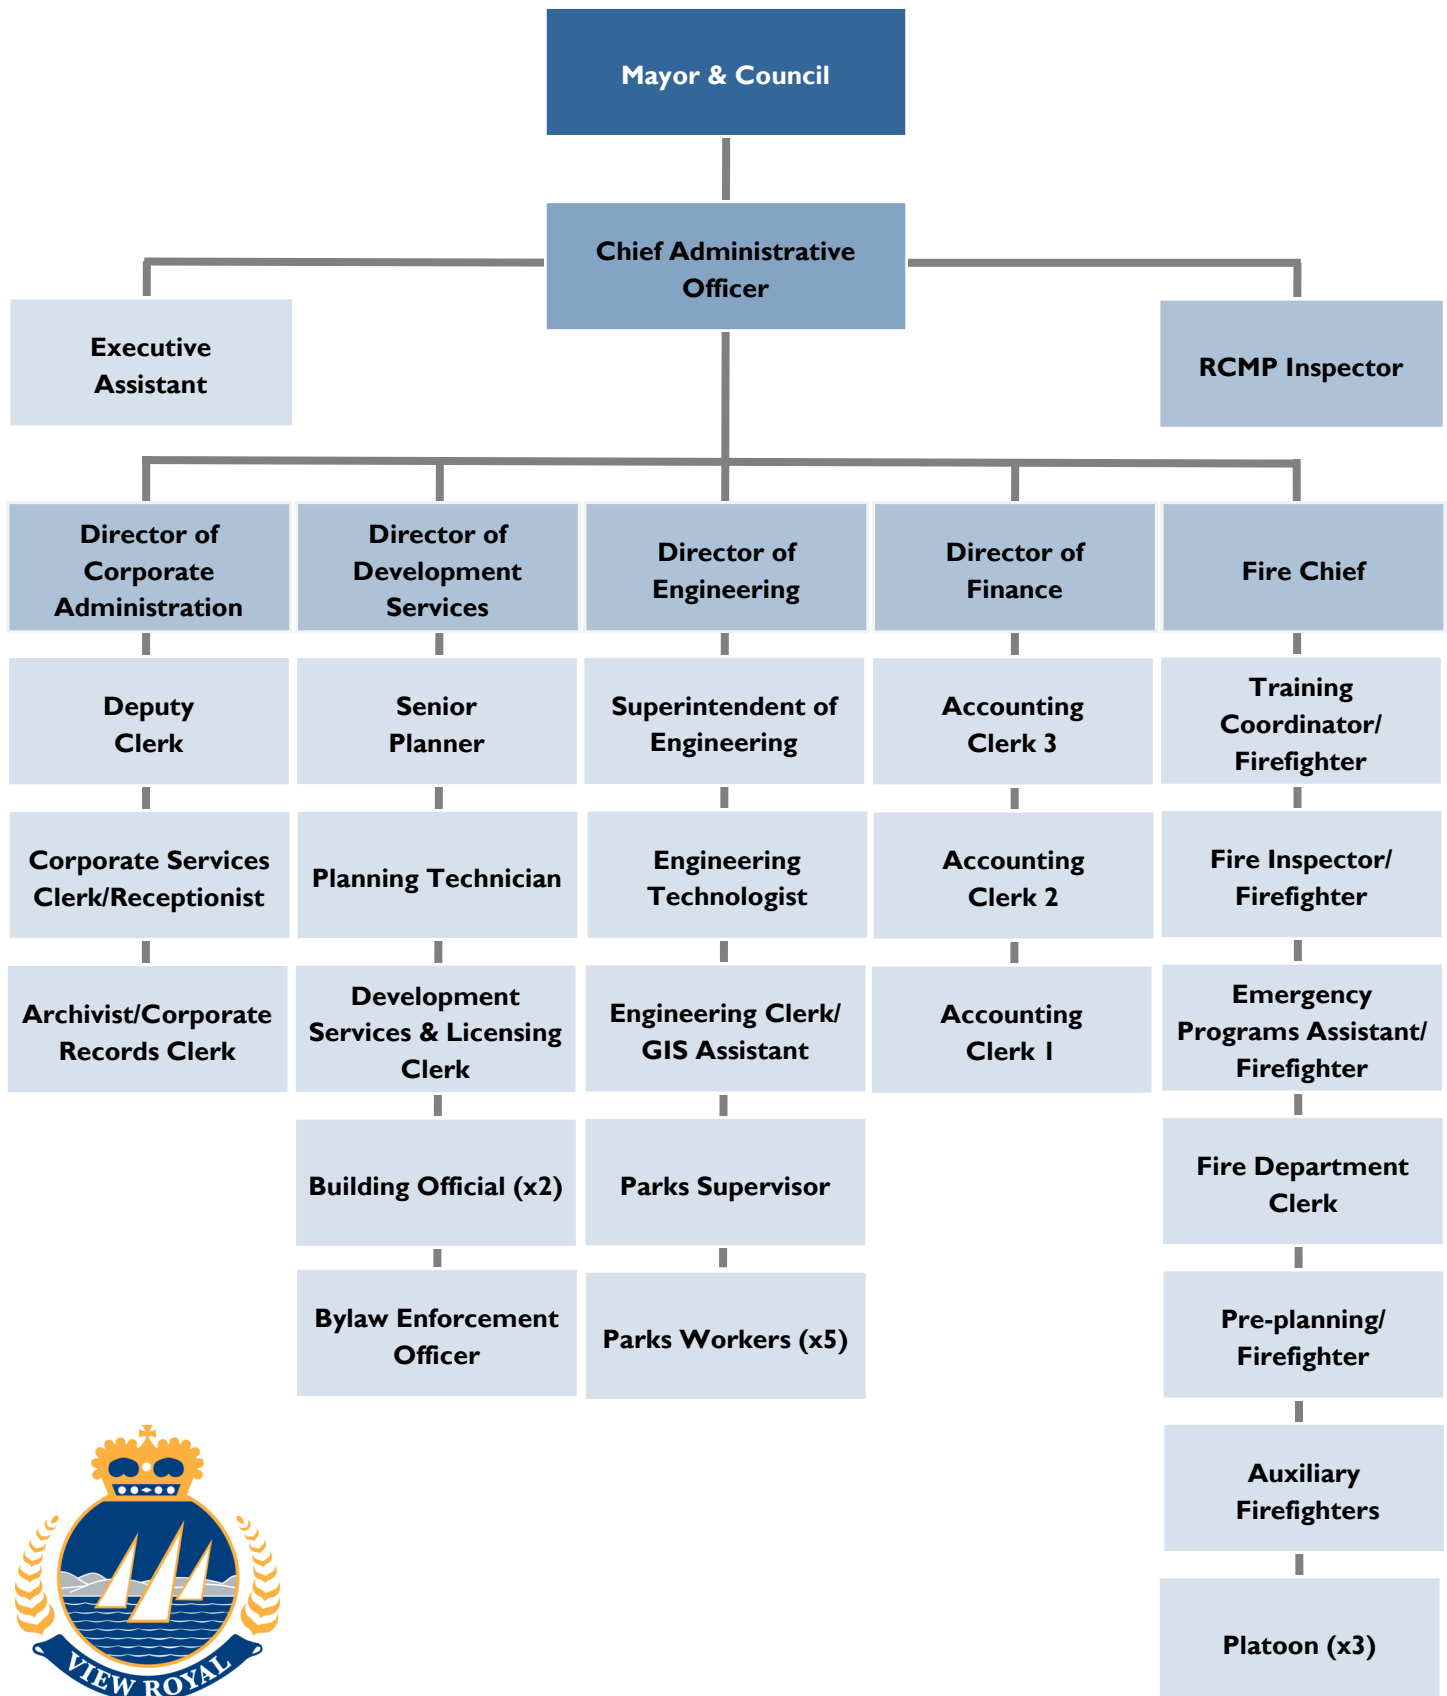 Mayor & Council
Chief Administrative
Officer
Executive
Assistant
RCMP Inspector
Director of
Corporate
Administration
Director of
Development
Services
Director of
Engineering
Director of
Finance
Fire Chief
Deputy
Clerk
Senior
Planner
Superintendent of
Engineering
Accounting
Clerk 3
Training
Coordinator/
Firefighter
Corporate Services
Clerk/Receptionist
Planning Technician
Engineering
Technologist
Accounting
Clerk 2
Fire Inspector/
Firefighter
Archivist/Corporate
Records Clerk
Development
Services & Licensing
Clerk
Engineering Clerk/
GIS Assistant
Accounting
Clerk 1
Emergency
Programs Assistant/
Firefighter
Building Official (x2)
Parks Supervisor
Fire Department
Clerk
Bylaw Enforcement
Officer
Parks Workers (x5)
Pre-planning/
Firefighter
Auxiliary
Firefighters
Platoon (x3)
VIEW ROYAL